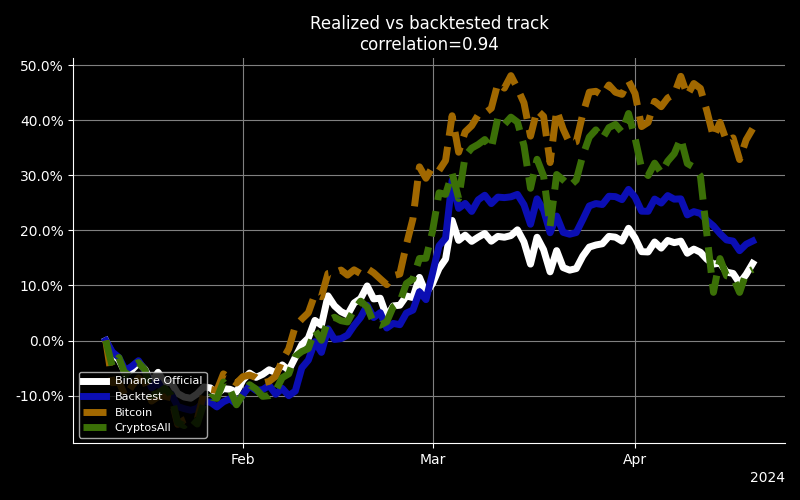 Realized vs backtested track
correlation=0.94
50.0%
40.0%
30.0%
20.0%
10.0%
0.0%
-10.0%
Binance Official
Backtest
Bitcoin
CryptosAll
Feb
Mar
Apr
2024